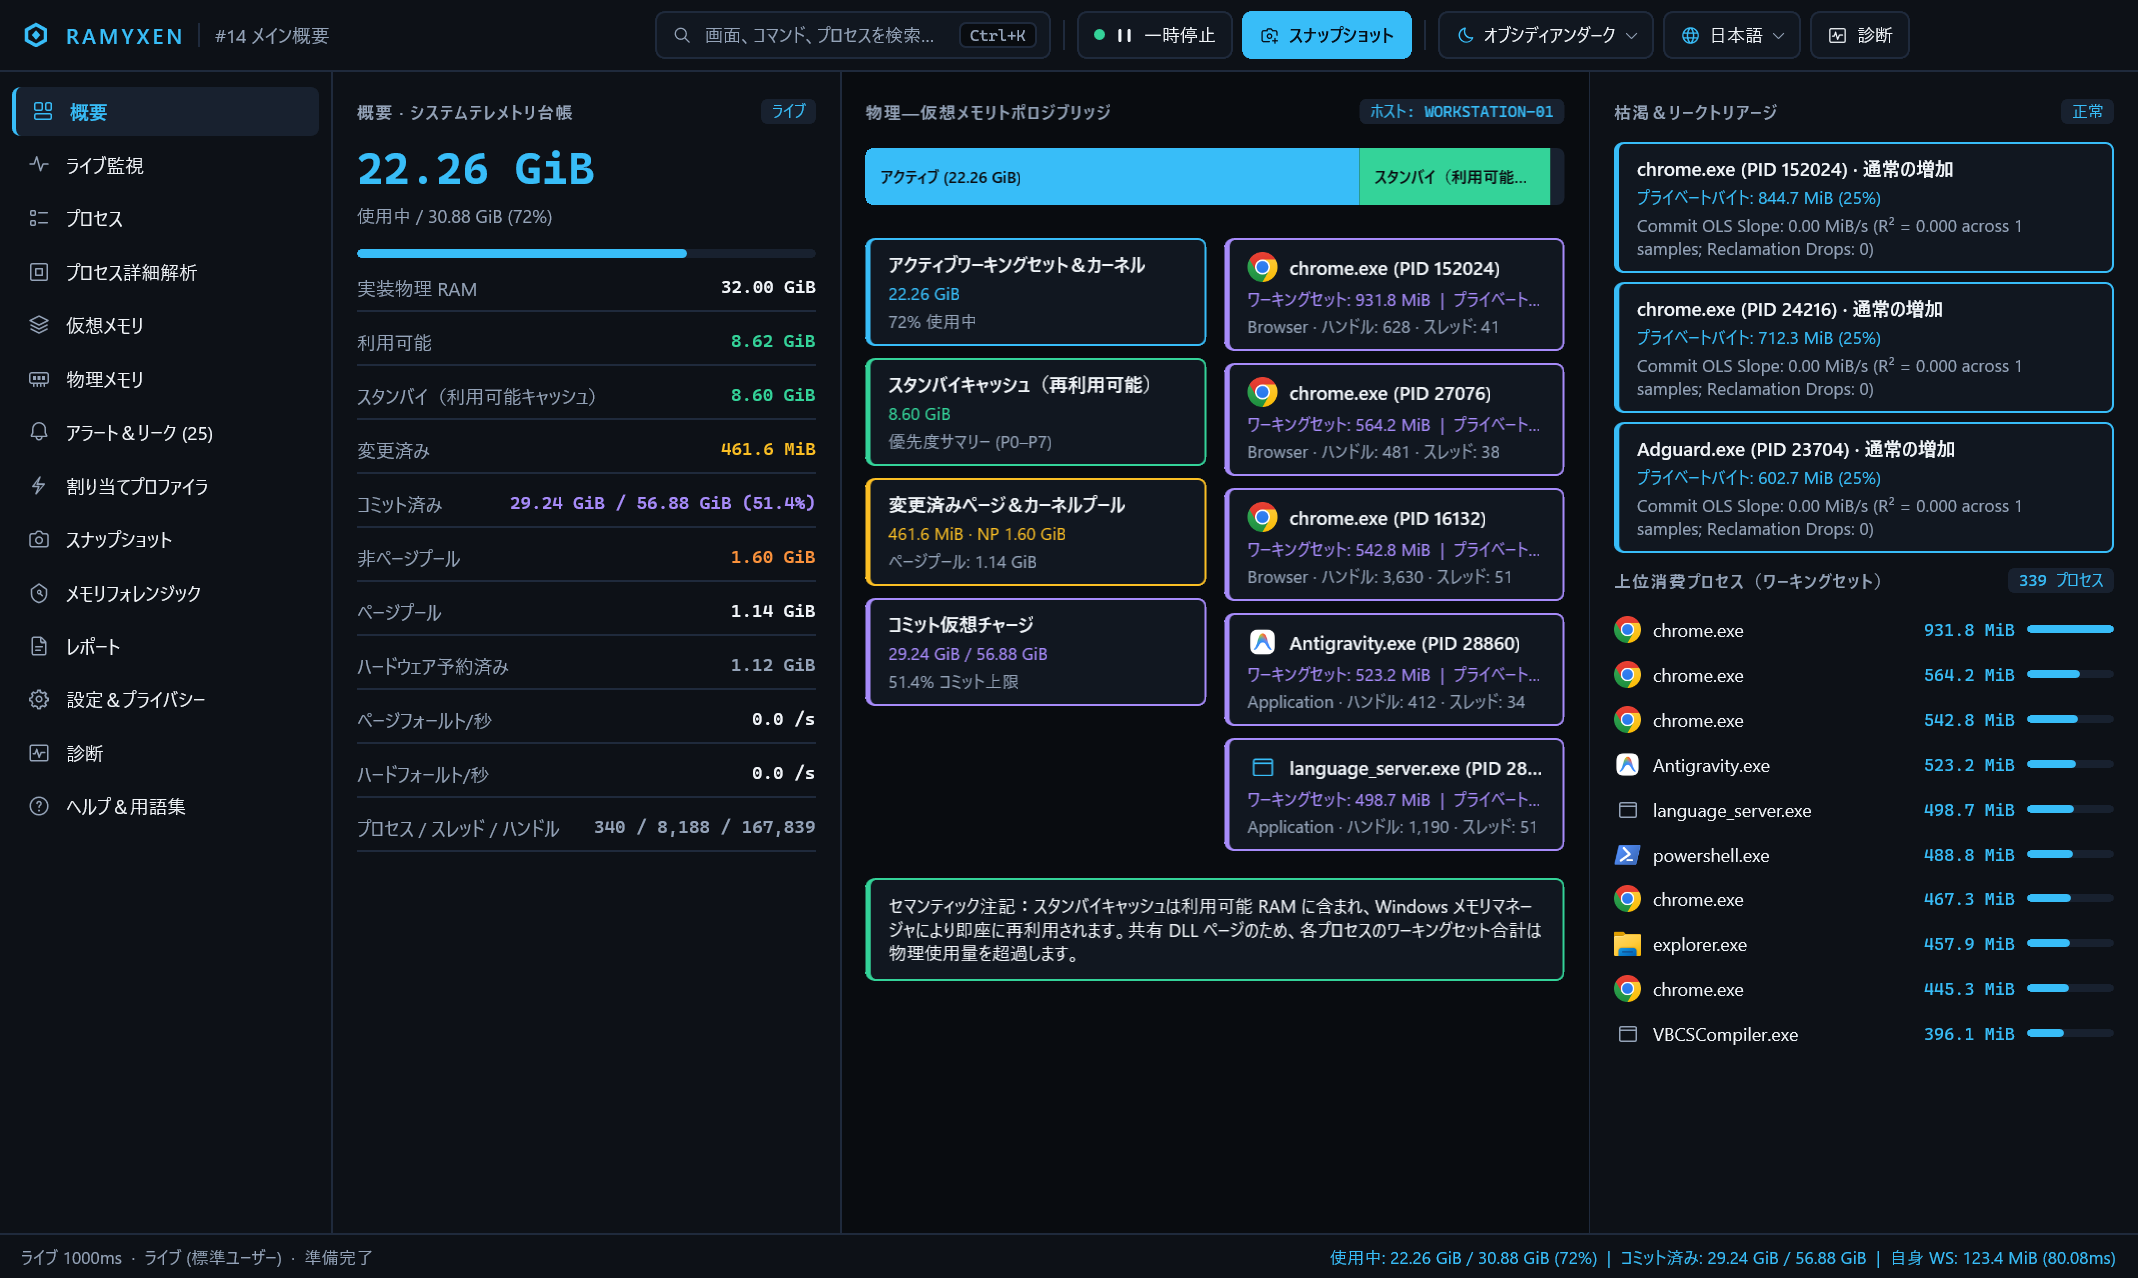 RAMYXEN
#14 メイン概要
画面、コマンド、プロセスを検索...
Ctrl+K
一時停止
スナップショット
オブシディアンダーク
日本語
診断
概要
ライブ監視
プロセス
プロセス詳細解析
仮想メモリ
物理メモリ
アラート＆リーク (25)
割り当てプロファイラ
スナップショット
メモリフォレンジック
レポート
設定＆プライバシー
診断
ヘルプ＆用語集
概要 · システムテレメトリ台帳
ライブ
22.26 GiB
使用中 / 30.88 GiB (72%)
実装物理 RAM 32.00 GiB
利用可能 8.62 GiB
スタンバイ（利用可能キャッシュ） 8.60 GiB
変更済み 461.6 MiB
コミット済み 29.24 GiB / 56.88 GiB (51.4%)
非ページプール 1.60 GiB
ページプール 1.14 GiB
ハードウェア予約済み 1.12 GiB
ページフォールト/秒 0.0 /s
ハードフォールト/秒 0.0 /s
プロセス / スレッド / ハンドル 340 / 8,188 / 167,839
物理—仮想メモリトポロジブリッジ
ホスト: WORKSTATION-01
アクティブ (22.26 GiB)
スタンバイ（利用可能...
アクティブワーキングセット＆カーネル
22.26 GiB
72% 使用中
スタンバイキャッシュ（再利用可能）
8.60 GiB
優先度サマリー (P0–P7)
変更済みページ＆カーネルプール
461.6 MiB · NP 1.60 GiB
ページプール: 1.14 GiB
コミット仮想チャージ
29.24 GiB / 56.88 GiB
51.4% コミット上限
chrome.exe (PID 152024)
ワーキングセット: 931.8 MiB | プライベート...
Browser · ハンドル: 628 · スレッド: 41
chrome.exe (PID 27076)
ワーキングセット: 564.2 MiB | プライベート...
Browser · ハンドル: 481 · スレッド: 38
chrome.exe (PID 16132)
ワーキングセット: 542.8 MiB | プライベート...
Browser · ハンドル: 3,630 · スレッド: 51
Antigravity.exe (PID 28860)
ワーキングセット: 523.2 MiB | プライベート...
Application · ハンドル: 412 · スレッド: 34
language_server.exe (PID 28...
ワーキングセット: 498.7 MiB | プライベート...
Application · ハンドル: 1,190 · スレッド: 51
セマンティック注記：スタンバイキャッシュは利用可能 RAM に含まれ、Windows メモリマネー
ジャにより即座に再利用されます。共有 DLL ページのため、各プロセスのワーキングセット合計は
物理使用量を超過します。
枯渇＆リークトリアージ
正常
chrome.exe (PID 152024) · 通常の増加
プライベートバイト: 844.7 MiB (25%)
Commit OLS Slope: 0.00 MiB/s (R² = 0.000 across 1
samples; Reclamation Drops: 0)
chrome.exe (PID 24216) · 通常の増加
プライベートバイト: 712.3 MiB (25%)
Commit OLS Slope: 0.00 MiB/s (R² = 0.000 across 1
samples; Reclamation Drops: 0)
Adguard.exe (PID 23704) · 通常の増加
プライベートバイト: 602.7 MiB (25%)
Commit OLS Slope: 0.00 MiB/s (R² = 0.000 across 1
samples; Reclamation Drops: 0)
上位消費プロセス（ワーキングセット）
339 プロセス
chrome.exe 931.8 MiB
chrome.exe 564.2 MiB
chrome.exe 542.8 MiB
Antigravity.exe 523.2 MiB
language_server.exe 498.7 MiB
powershell.exe 488.8 MiB
chrome.exe 467.3 MiB
explorer.exe 457.9 MiB
chrome.exe 445.3 MiB
VBCSCompiler.exe 396.1 MiB
ライブ 1000ms · ライブ (標準ユーザー) · 準備完了
使用中: 22.26 GiB / 30.88 GiB (72%) | コミット済み: 29.24 GiB / 56.88 GiB | 自身 WS: 123.4 MiB (80.08ms)